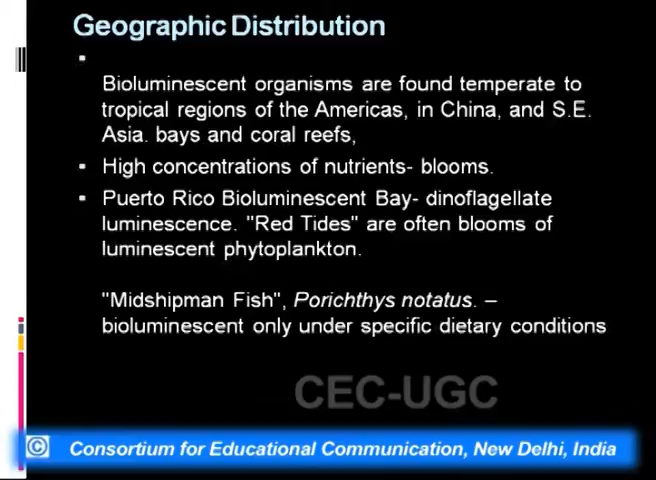 Geographic Distribution
Bioluminescent organisms are found temperate to
tropical regions of the Americas, in China, and S.E.
Asia. bays and coral reefs,
High concentrations of nutrients- blooms.
Puerto Rico Bioluminescent Bay- dinoflagellate
luminescence. "Red Tides" are often blooms of
luminescent phytoplankton.
"Midshipman Fish", Porichthys notatus. –
bioluminescent only under specific dietary conditions
CEC-UGC
© Consortium for Educational Communication, New Delhi, India